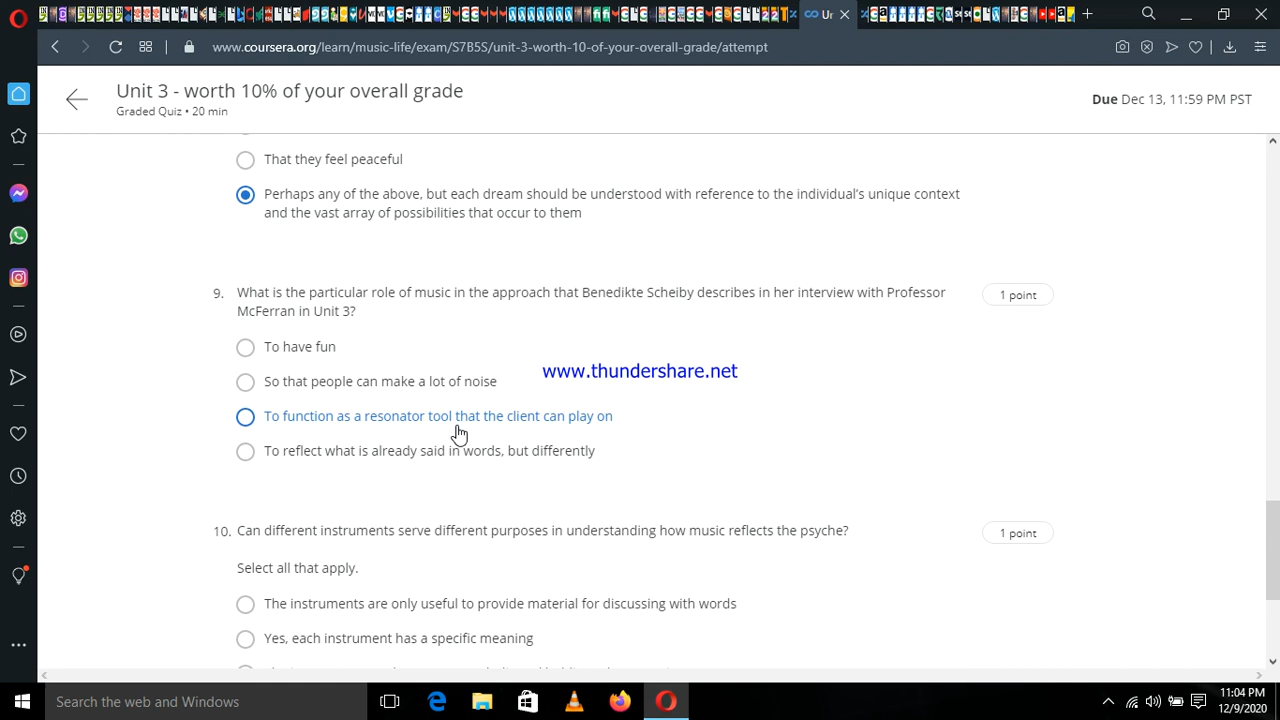 Ur
www.coursera.org/learn/music-life/exam/S7B5S/unit-3-worth-10-of-your-overall-grade/attempt
Unit 3 - worth 10% of your overall grade
Graded Quiz • 20 min
Due Dec 13, 11:59 PM PST
That they feel peaceful
Perhaps any of the above, but each dream should be understood with reference to the individual's unique context
and the vast array of possibilities that occur to them
9. What is the particular role of music in the approach that Benedikte Scheiby describes in her interview with Professor
McFerran in Unit 3?
1 point
To have fun
www.thundershare.net
So that people can make a lot of noise
To function as a resonator tool that the client can play on
To reflect what is already said in words, but differently
10. Can different instruments serve different purposes in understanding how music reflects the psyche?
1 point
Select all that apply.
The instruments are only useful to provide material for discussing with words
Yes, each instrument has a specific meaning
Search the web and Windows
11:04 PM
12/9/2020